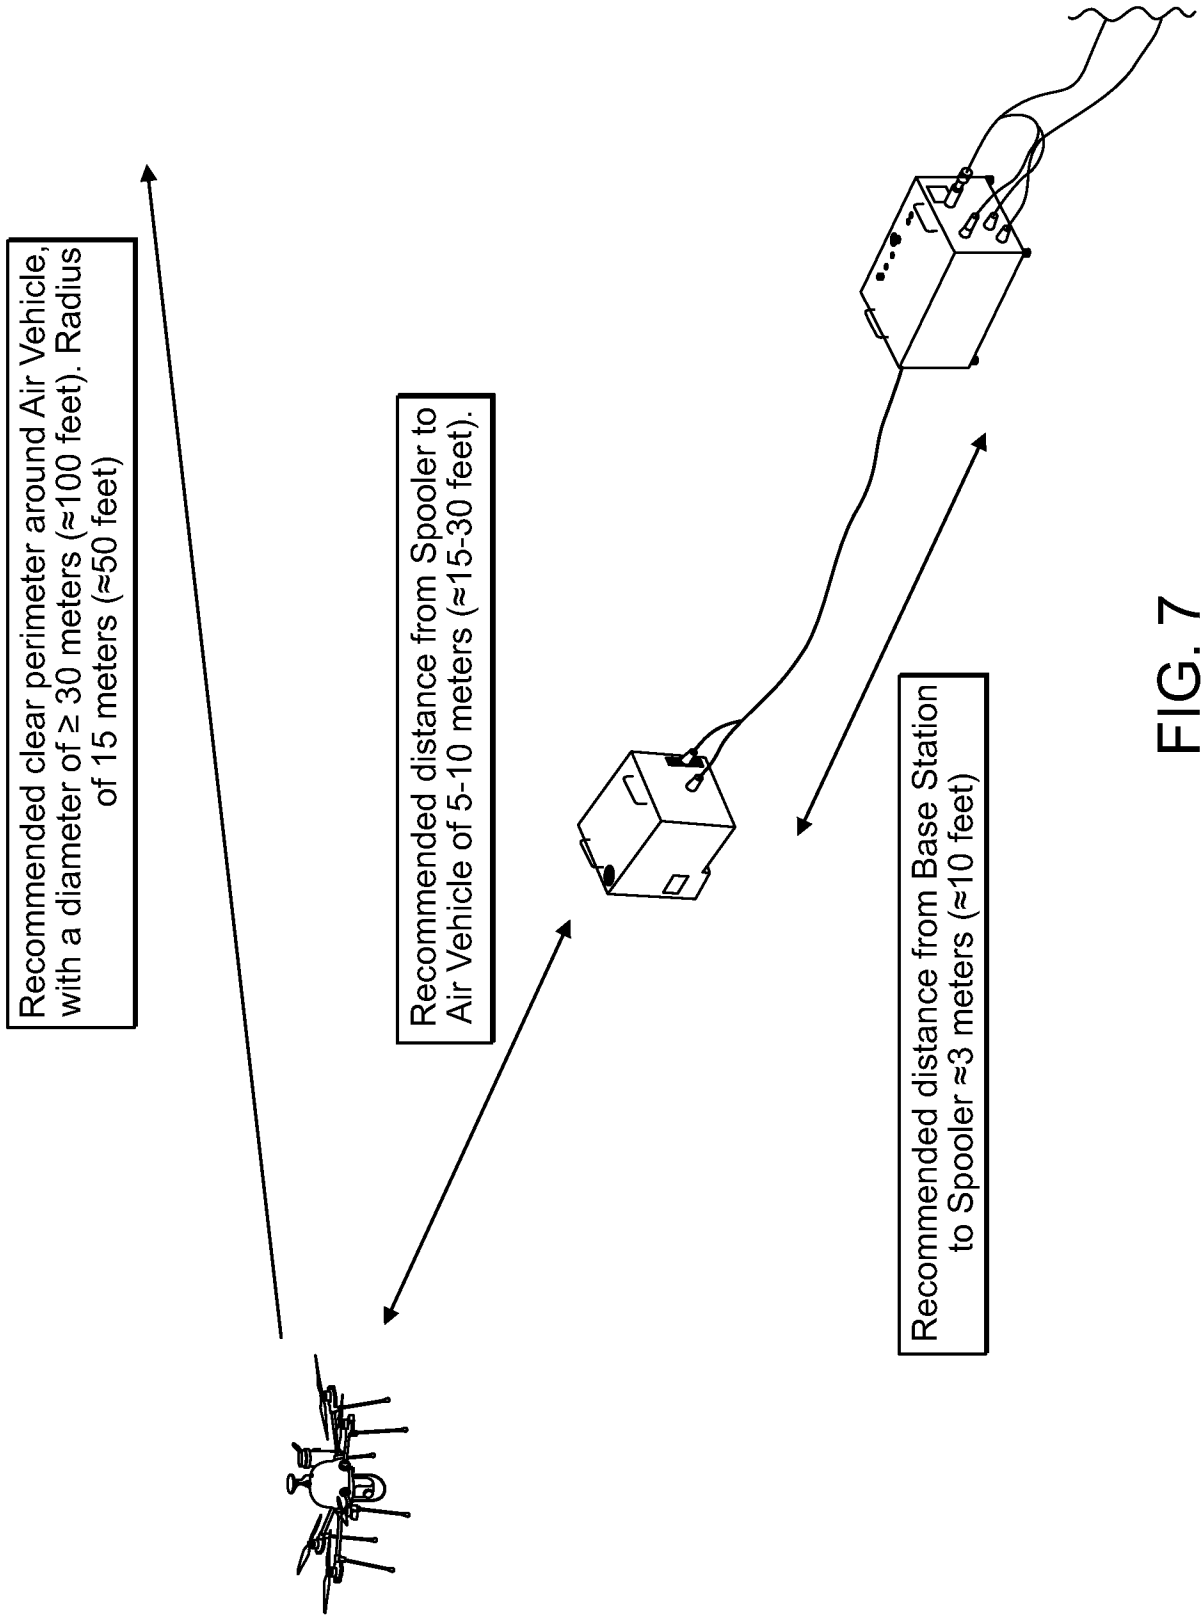 Recommended clear perimeter around Air Vehicle,
with a diameter of ≥ 30 meters (≈100 feet). Radius
of 15 meters (≈50 feet)
Recommended distance from Spooler to
Air Vehicle of 5-10 meters (≈15-30 feet).
Recommended distance from Base Station
to Spooler ≈3 meters (≈10 feet)
FIG. 7